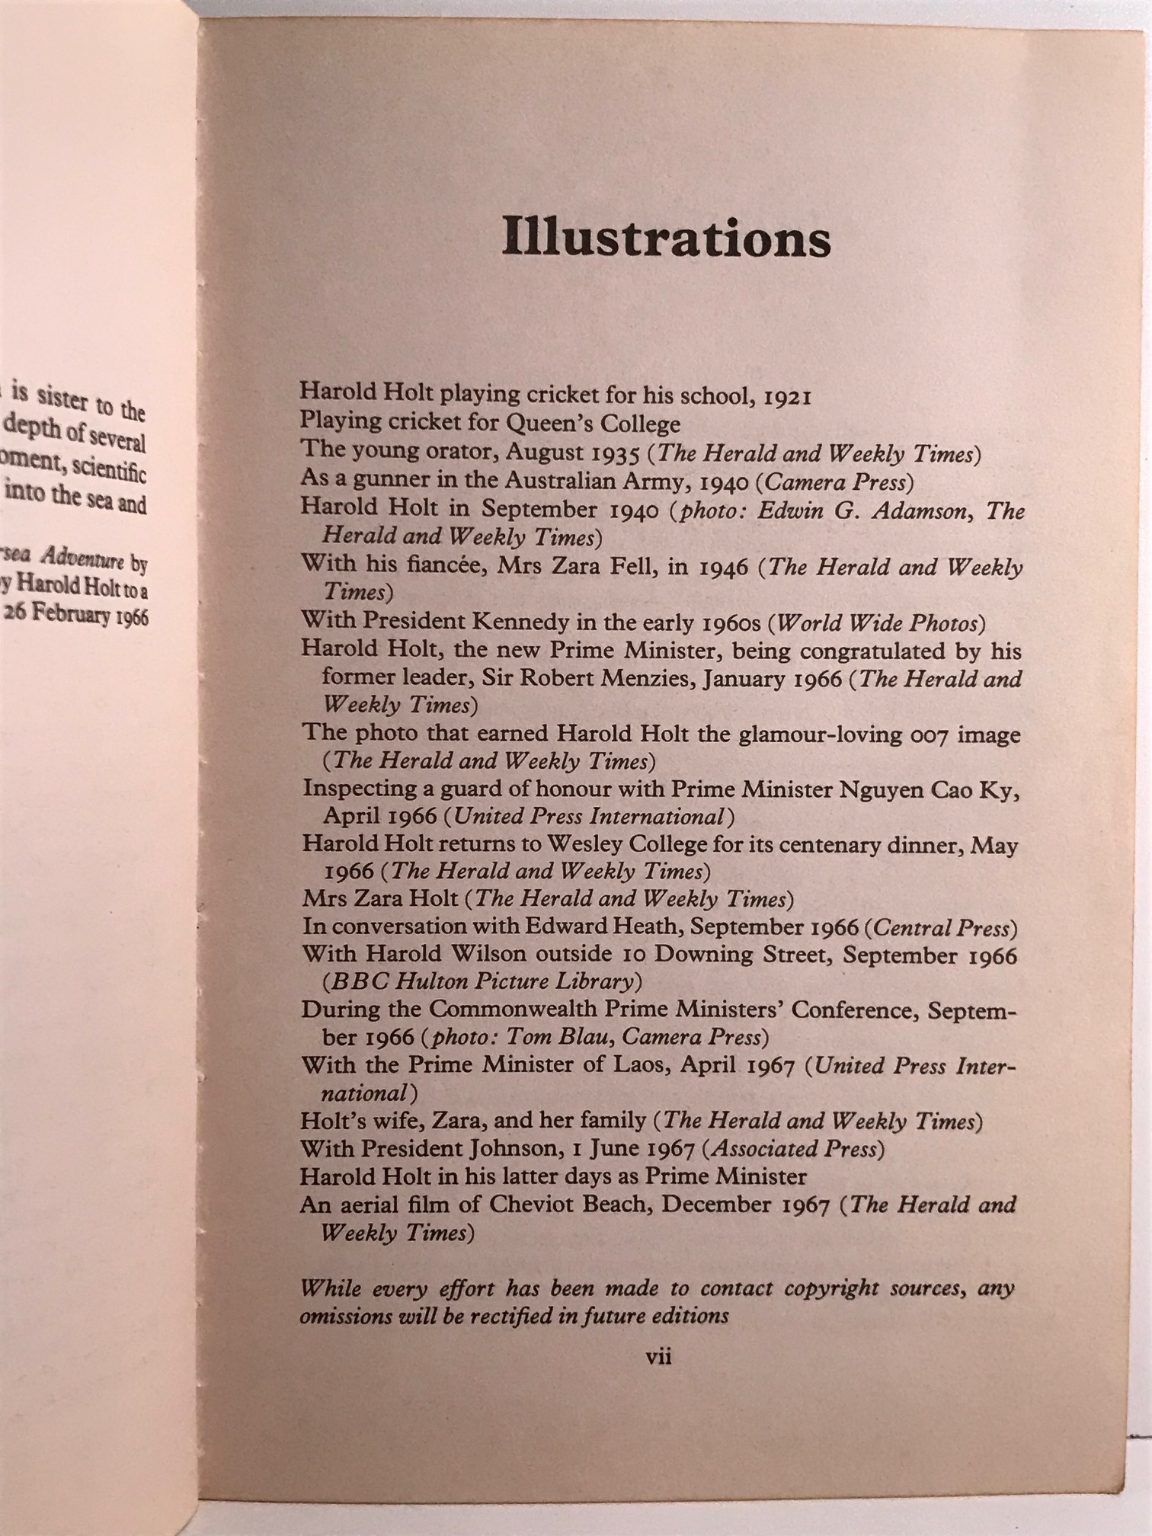 is sister to the
depth of several
oment, scientific
into the sea and
rsea Adventure by
y Harold Holt to a
26 February 1966
Illustrations
Harold Holt playing cricket for his school, 1921
Playing cricket for Queen's College
The young orator, August 1935 (The Herald and Weekly Times)
As a gunner in the Australian Army, 1940 (Camera Press)
Harold Holt in September 1940 (photo: Edwin G. Adamson, The
Herald and Weekly Times)
With his fiancée, Mrs Zara Fell, in 1946 (The Herald and Weekly
Times)
With President Kennedy in the early 1960s (World Wide Photos)
Harold Holt, the new Prime Minister, being congratulated by his
former leader, Sir Robert Menzies, January 1966 (The Herald and
Weekly Times)
The photo that earned Harold Holt the glamour-loving 007 image
(The Herald and Weekly Times)
Inspecting a guard of honour with Prime Minister Nguyen Cao Ky,
April 1966 (United Press International)
Harold Holt returns to Wesley College for its centenary dinner, May
1966 (The Herald and Weekly Times)
Mrs Zara Holt (The Herald and Weekly Times)
In conversation with Edward Heath, September 1966 (Central Press)
With Harold Wilson outside 10 Downing Street, September 1966
(BBC Hulton Picture Library)
During the Commonwealth Prime Ministers' Conference, Septem-
ber 1966 (photo: Tom Blau, Camera Press)
With the Prime Minister of Laos, April 1967 (United Press Inter-
national)
Holt's wife, Zara, and her family (The Herald and Weekly Times)
With President Johnson, 1 June 1967 (Associated Press)
Harold Holt in his latter days as Prime Minister
An aerial film of Cheviot Beach, December 1967 (The Herald and
Weekly Times)
While every effort has been made to contact copyright sources, any
omissions will be rectified in future editions
vii